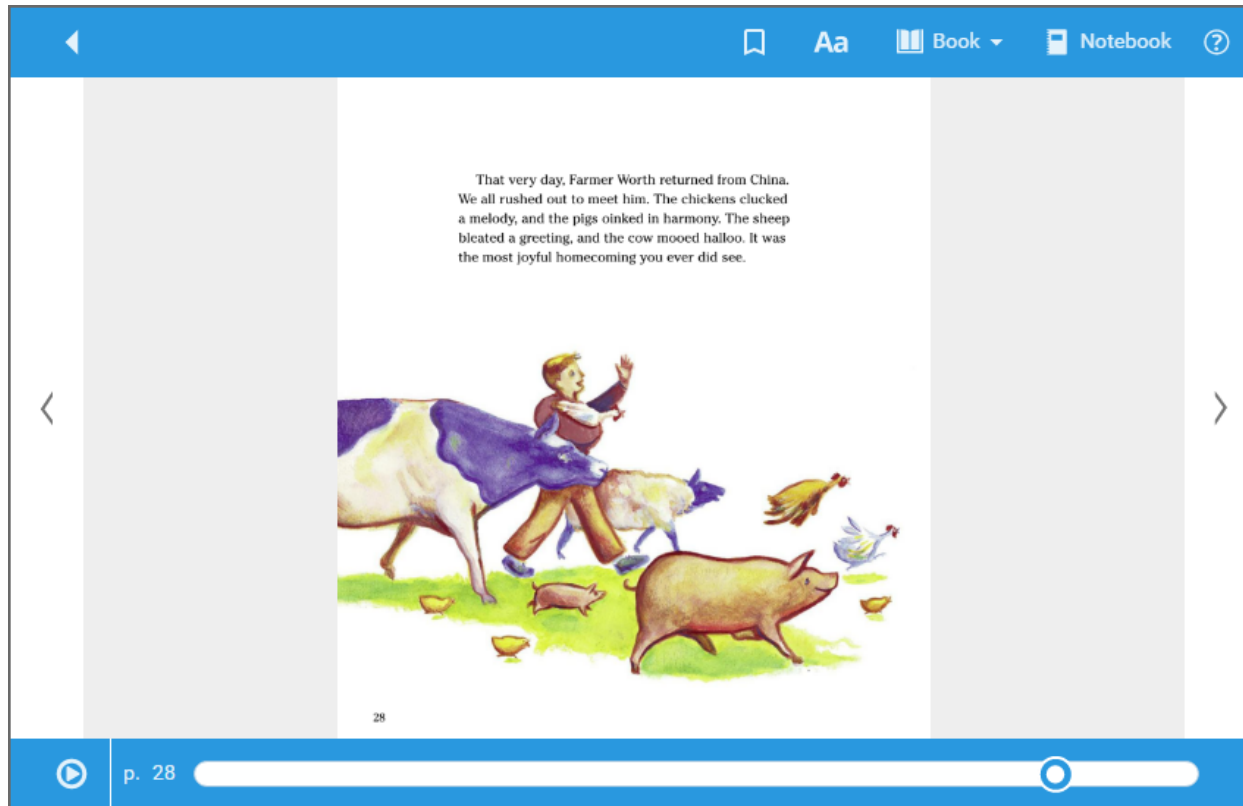 Aa
Book
Notebook
?
That very day, Farmer Worth returned from China.
We all rushed out to meet him. The chickens clucked
a melody, and the pigs oinked in harmony. The sheep
bleated a greeting, and the cow mooed halloo. It was
the most joyful homecoming you ever did see.
28
p. 28